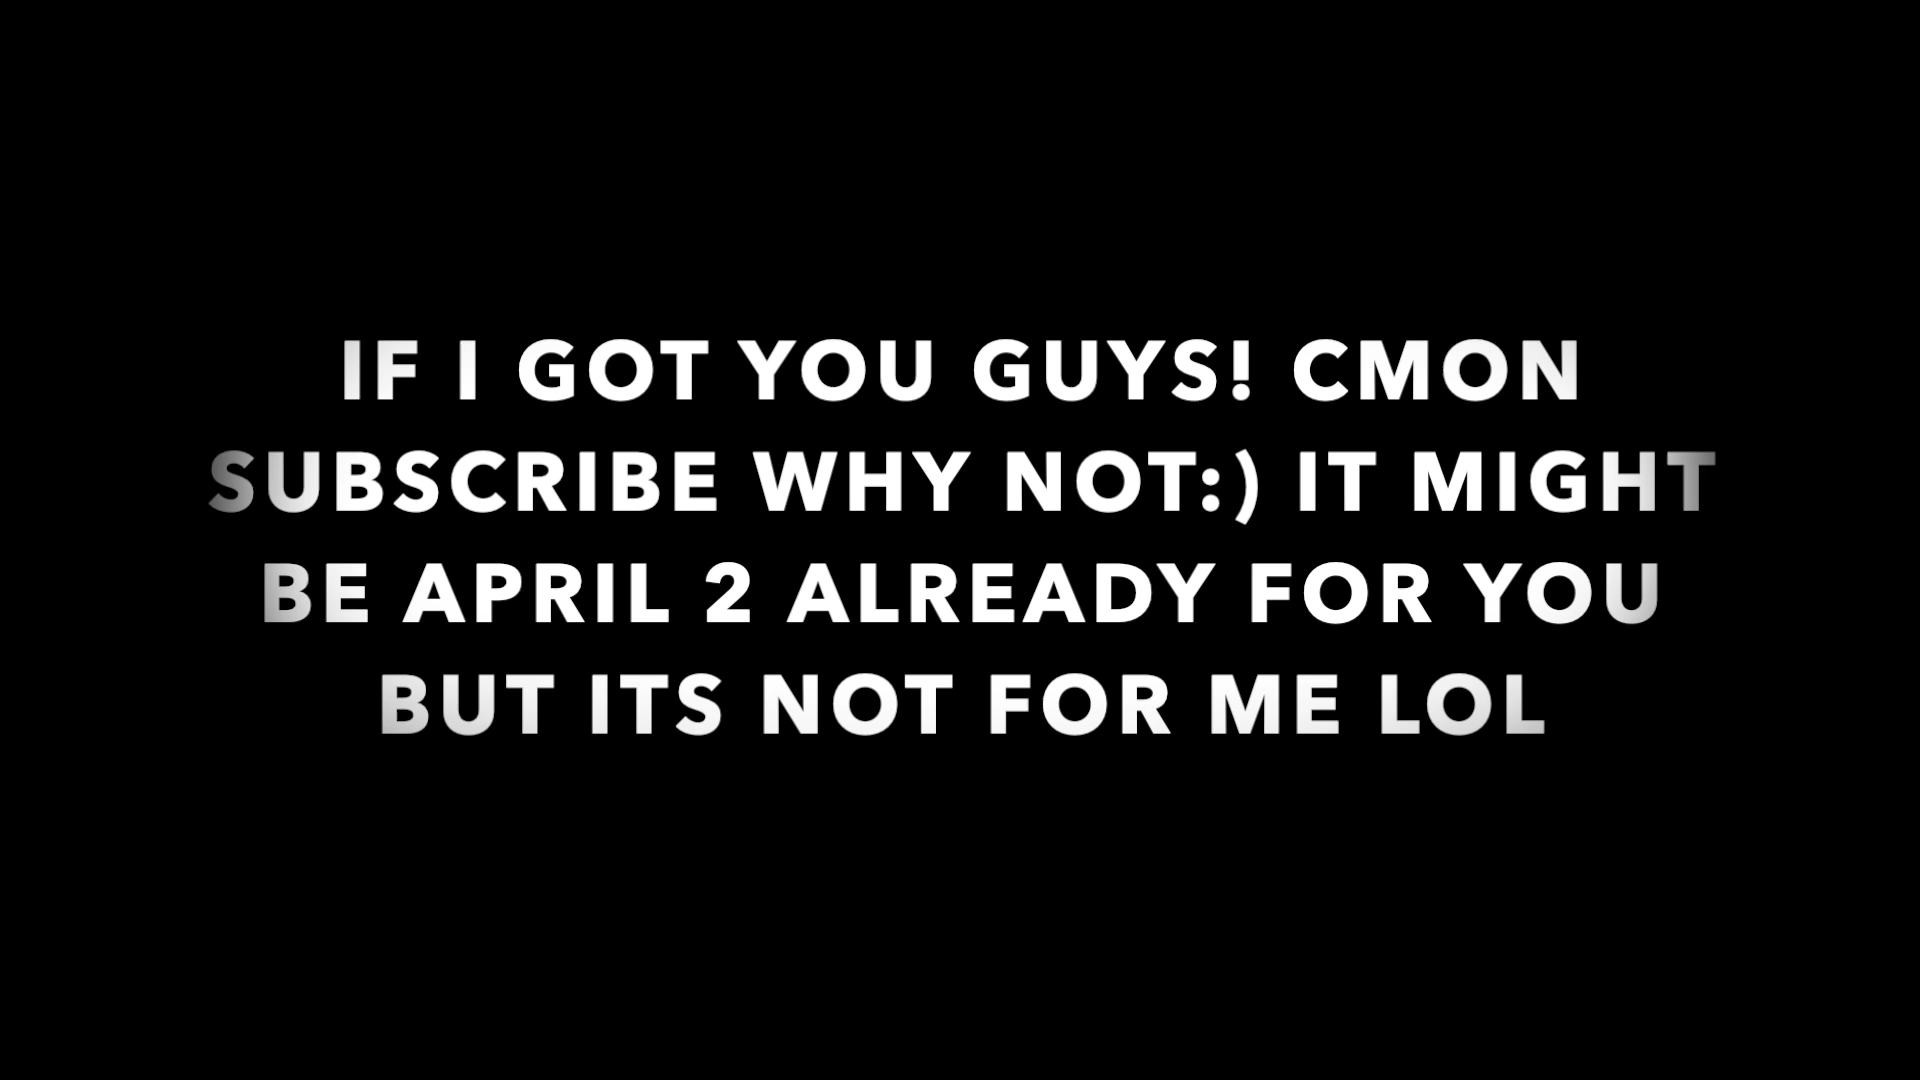 IF I GOT YOU GUYS! CMON
SUBSCRIBE WHY NOT:) IT MIGHT
BE APRIL 2 ALREADY FOR YOU
BUT ITS NOT FOR ME LOL